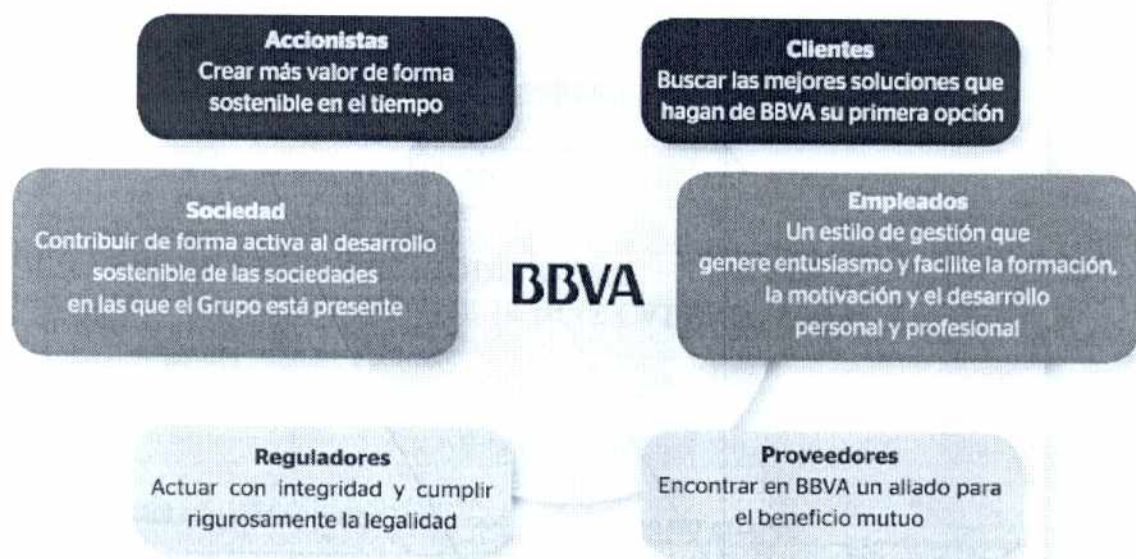 Accionistas
Crear más valor de forma
sostenible en el tiempo
Clientes
Buscar las mejores soluciones que
hagan de BBVA su primera opción
Sociedad
Contribuir de forma activa al desarrollo
sostenible de las sociedades
en las que el Grupo está presente
BBVA
Empleados
Un estilo de gestión que
genere entusiasmo y facilite la formación,
la motivación y el desarrollo
personal y profesional
Reguladores
Actuar con integridad y cumplir
rigurosamente la legalidad
Proveedores
Encontrar en BBVA un aliado para
el beneficio mutuo